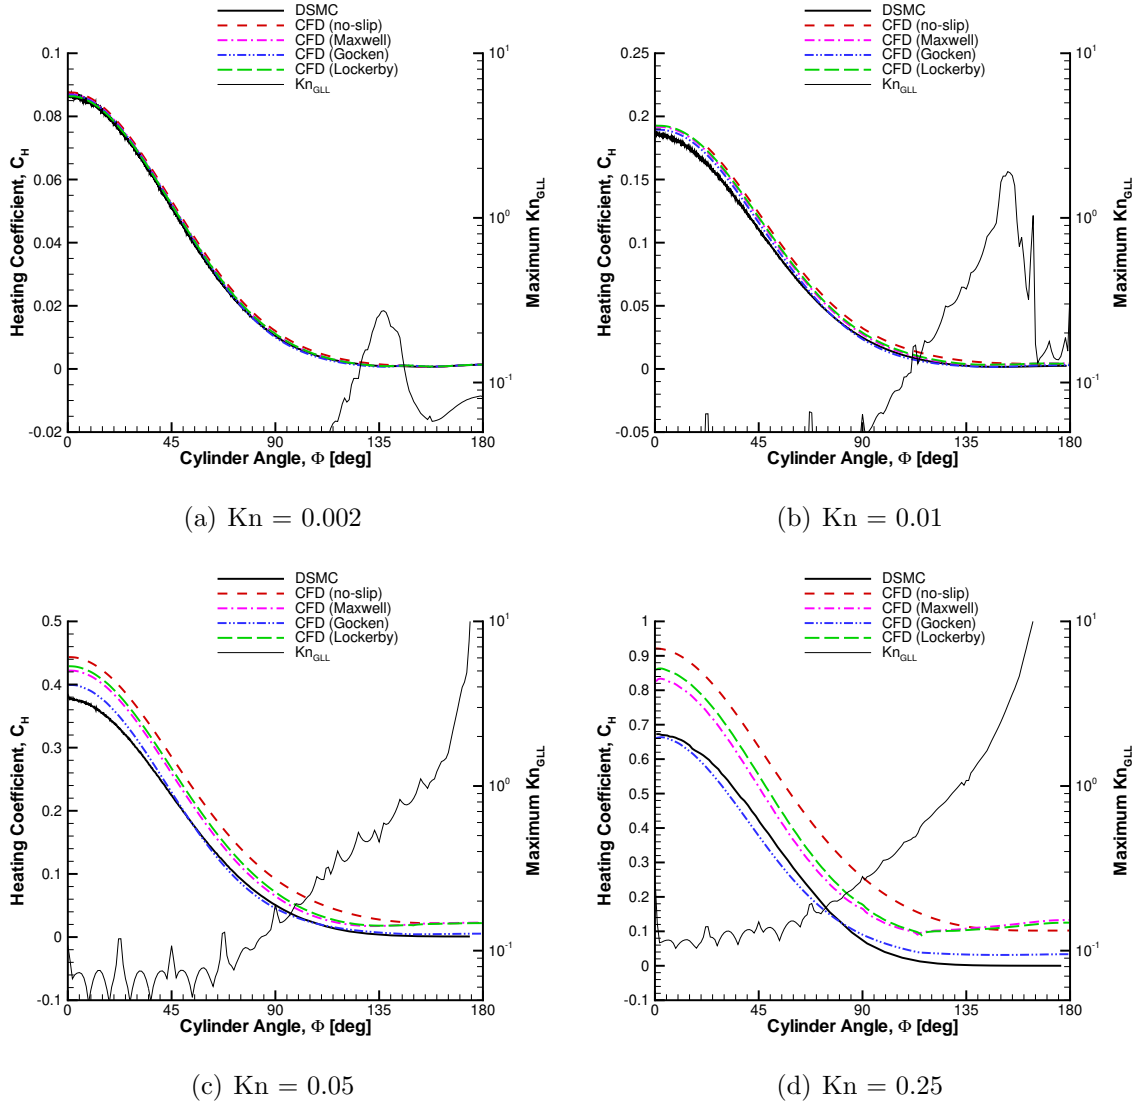 DSMC
CFD (no-slip)
CFD (Maxwell)
CFD (Gocken)
CFD (Lockerby)
Kn_GLL
0.1
0.08
0.06
0.04
0.02
0
-0.02
Heating Coefficient, C_H
10^1
10^0
10^-1
Maximum Kn_GLL
0 45 90 135 180
Cylinder Angle, Φ [deg]
(a) Kn = 0.002
DSMC
CFD (no-slip)
CFD (Maxwell)
CFD (Gocken)
CFD (Lockerby)
Kn_GLL
0.25
0.2
0.15
0.1
0.05
0
-0.05
Heating Coefficient, C_H
10^1
10^0
10^-1
Maximum Kn_GLL
0 45 90 135 180
Cylinder Angle, Φ [deg]
(b) Kn = 0.01
DSMC
CFD (no-slip)
CFD (Maxwell)
CFD (Gocken)
CFD (Lockerby)
Kn_GLL
0.5
0.4
0.3
0.2
0.1
0
-0.1
Heating Coefficient, C_H
10^1
10^0
10^-1
Maximum Kn_GLL
0 45 90 135 180
Cylinder Angle, Φ [deg]
(c) Kn = 0.05
DSMC
CFD (no-slip)
CFD (Maxwell)
CFD (Gocken)
CFD (Lockerby)
Kn_GLL
1
0.9
0.8
0.7
0.6
0.5
0.4
0.3
0.2
0.1
0
-0.1
Heating Coefficient, C_H
10^1
10^0
10^-1
Maximum Kn_GLL
0 45 90 135 180
Cylinder Angle, Φ [deg]
(d) Kn = 0.25